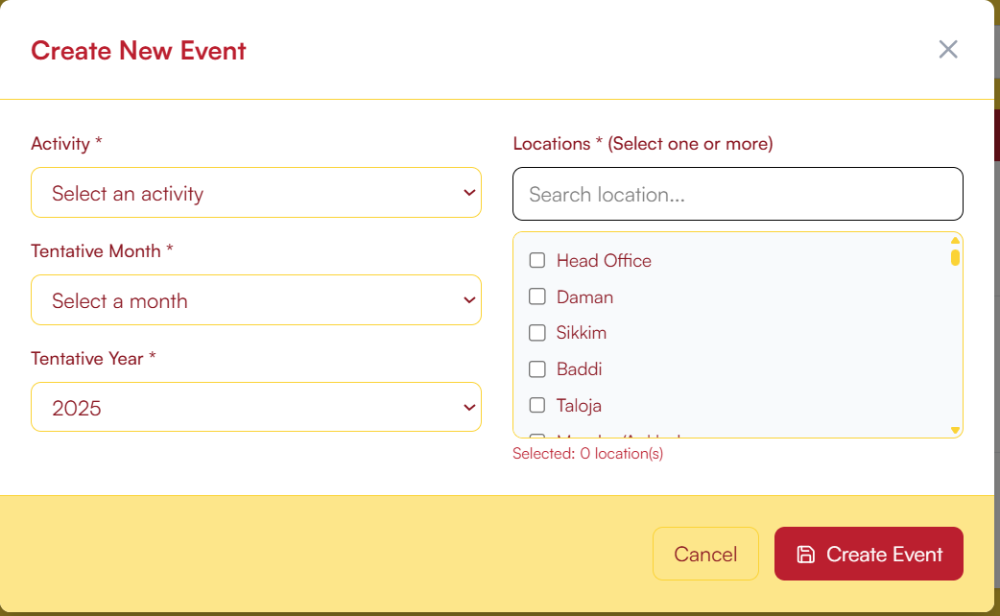 Create New Event
Activity *
Select an activity
Tentative Month *
Select a month
Tentative Year *
2025
Locations * (Select one or more)
Search location...
Head Office
Daman
Sikkim
Baddi
Taloja
Selected: 0 location(s)
Cancel
Create Event